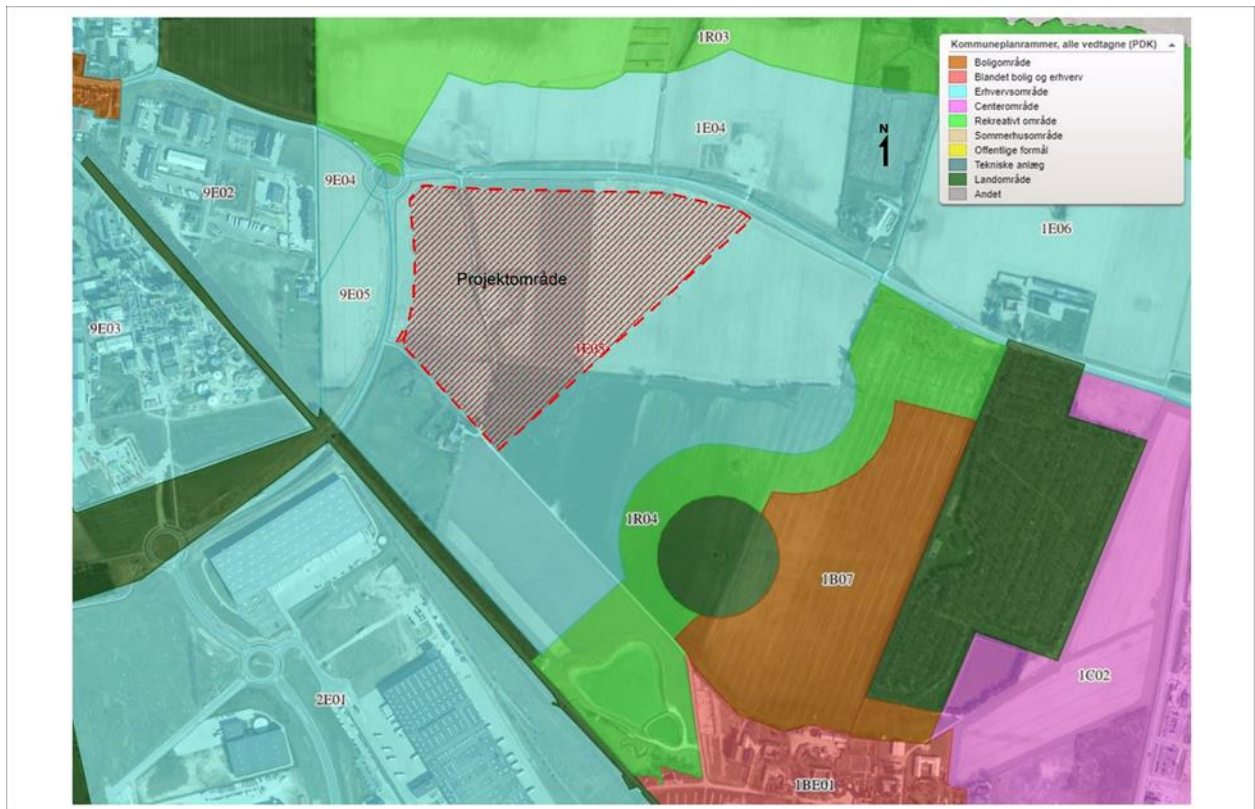 1R03
Kommuneplanrammer, alle vedtagne (PDK)
Boligområde
Blandet bolig og erhverv
Erhvervsområde
Centerområde
Rekreativt område
Sommerhusområde
Offentlige formål
Tekniske anlæg
Landområde
Andet
1E04
N
9E02
9E04
1E06
Projektområde
9E05
9E03
1E05
1R04
1B07
1C02
2E01
1BE01